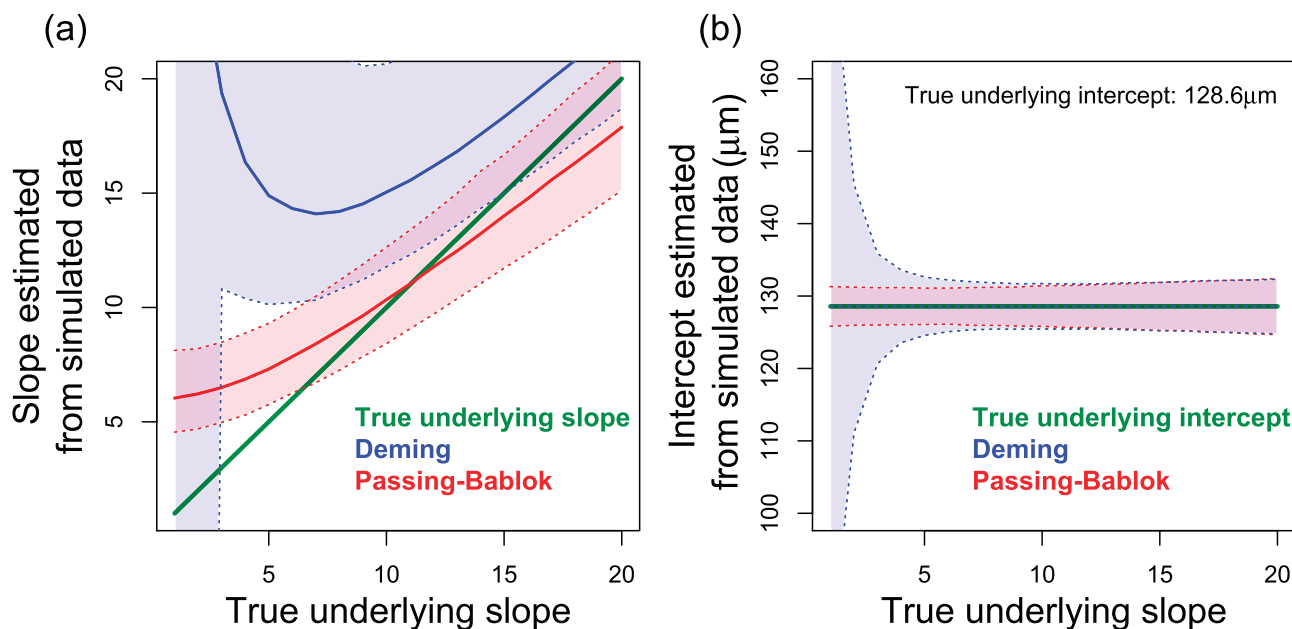 (a)
Slope estimated
from simulated data
20
15
10
5
True underlying slope
Deming
Passing-Bablok
5
10
15
20
True underlying slope
(b)
Intercept estimated
from simulated data (μm)
160
150
140
130
120
110
100
True underlying intercept: 128.6μm
True underlying intercept
Deming
Passing-Bablok
5
10
15
20
True underlying slope